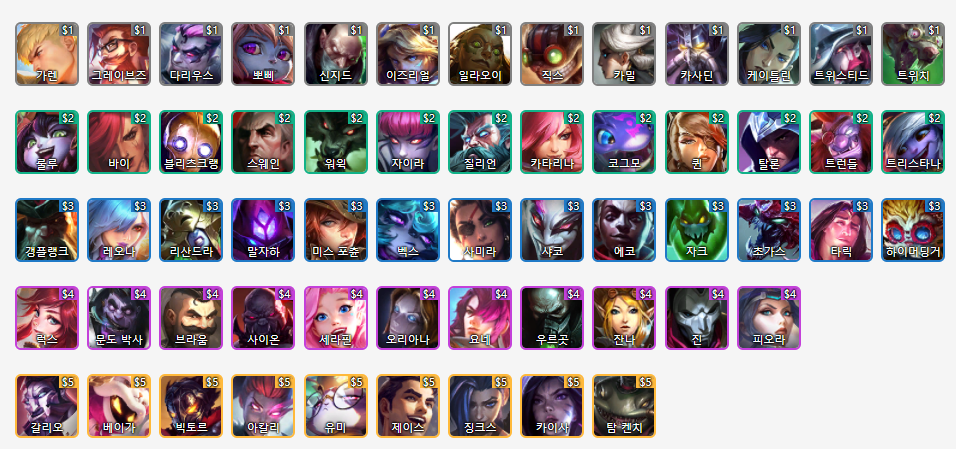 $1 $1 $1 $1 $1 $1 $1 $1 $1 $1 $1 $1 $1
가렌 그레이브즈 다리우스 뽀삐 신지드 이즈리얼 일라오이 직스 카밀 카사딘 케이틀린 트위스티드 트위치
$2 $2 $2 $2 $2 $2 $2 $2 $2 $2 $2 $2 $2
룰루 바이 블리츠크랭 스웨인 워윅 자이라 질리언 카타리나 코그모 퀸 탈론 트런들 트리스타나
$3 $3 $3 $3 $3 $3 $3 $3 $3 $3 $3 $3 $3
갱플랭크 레오나 리산드라 말자하 미스 포츈 벡스 사미라 샤코 에코 자크 초가스 타릭 하이머딩거
$4 $4 $4 $4 $4 $4 $4 $4 $4 $4 $4
럭스 문도 박사 브라움 사이온 세라핀 오리아나 요네 우르곳 잔나 진 피오라
$5 $5 $5 $5 $5 $5 $5 $5 $5
갈리오 베이가 빅토르 아칼리 유미 제이스 징크스 카이사 탐 켄치